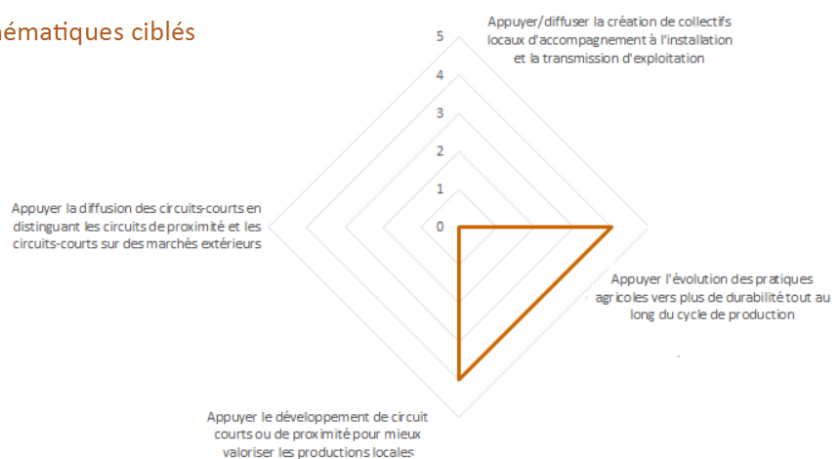 hématiques ciblés
Appuyer/diffuser la création de collectifs
locaux d'accompagnement à l'installation
et la transmission d'exploitation
5
4
3
2
1
0
Appuyer la diffusion des circuits-courts en
distinguant les circuits de proximité et les
circuits-courts sur des marchés extérieurs
Appuyer l'évolution des pratiques
agricoles vers plus de durabilité tout au
long du cycle de production
Appuyer le développement de circuit
courts ou de proximité pour mieux
valoriser les productions locales